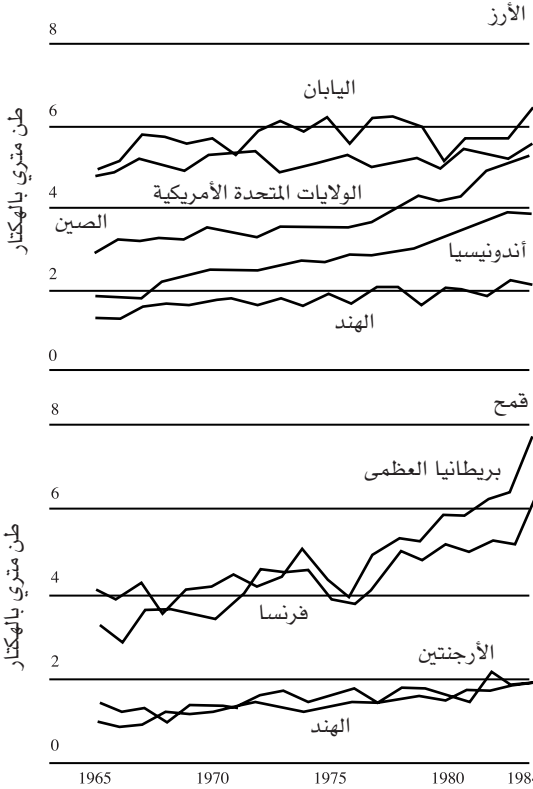 الأرز
8
اليابان
6
طن متري بالهكتار
الولايات المتحدة الأمريكية
4
الصين
أندونيسيا
2
الهند
0
قمح
8
بريطانيا العظمى
6
طن متري بالهكتار
4
فرنسا
الأرجنتين
2
الهند
0
1965 1970 1975 1980 1984